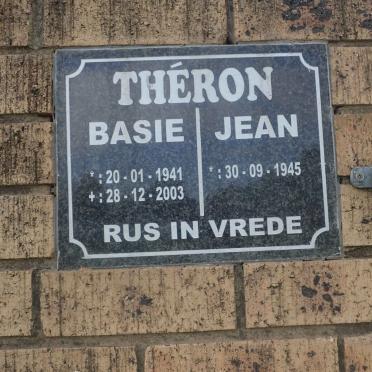 THÉRON
BASIE JEAN
* : 20 - 01 - 1941 * : 30 - 09 - 1945
+ : 28 - 12 - 2003
RUS IN VREDE